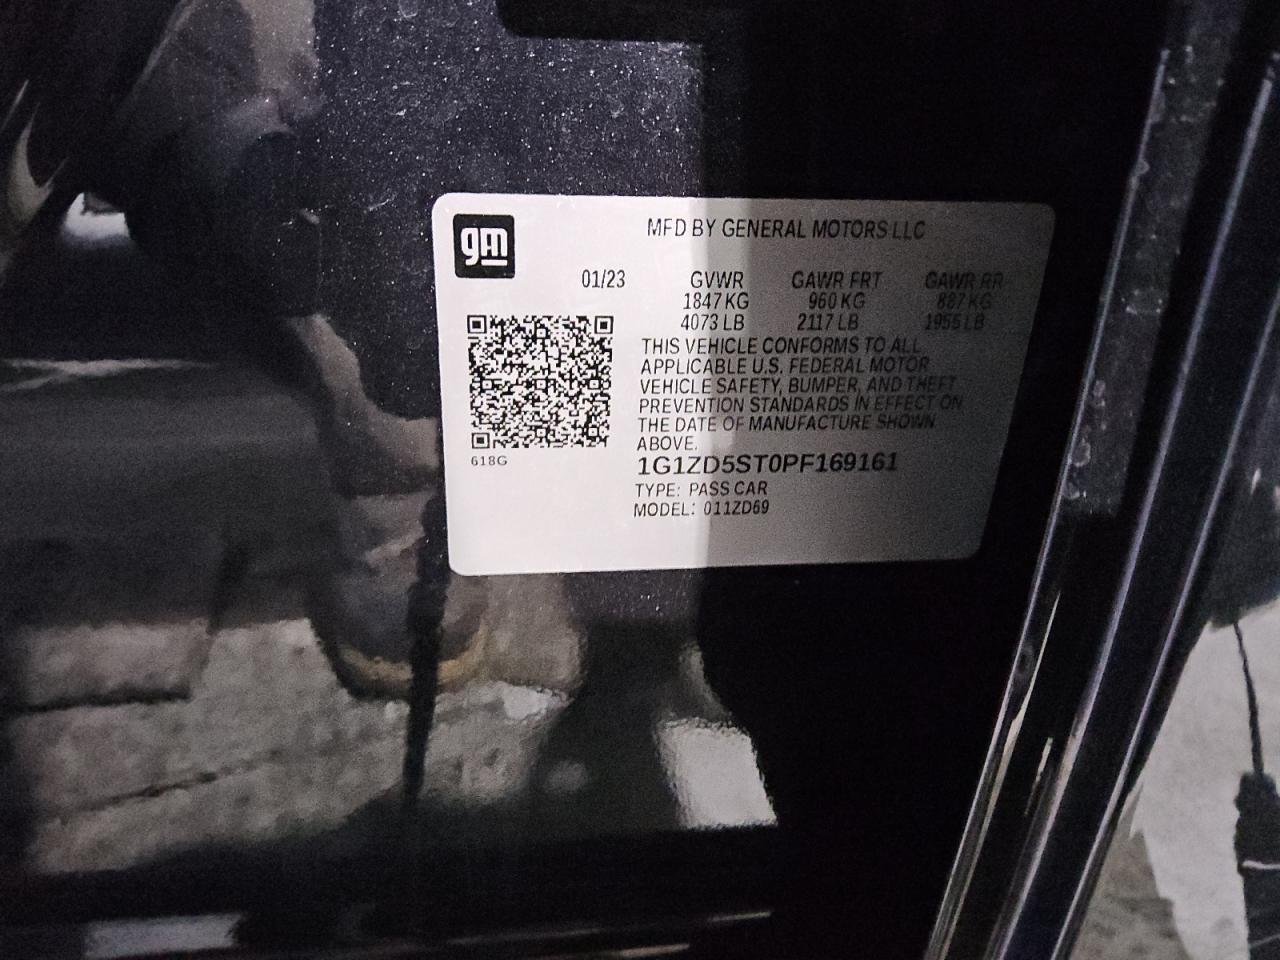 gm
MFD BY GENERAL MOTORS LLC
01/23 GVWR GAWR FRT GAWR RR
1847 KG 960 KG 887 KG
4073 LB 2117 LB 1955 LB
THIS VEHICLE CONFORMS TO ALL
APPLICABLE U.S. FEDERAL MOTOR
VEHICLE SAFETY, BUMPER, AND THEFT
PREVENTION STANDARDS IN EFFECT ON
THE DATE OF MANUFACTURE SHOWN
ABOVE.
618G
1G1ZD5ST0PF169161
TYPE: PASS CAR
MODEL: 011ZD69